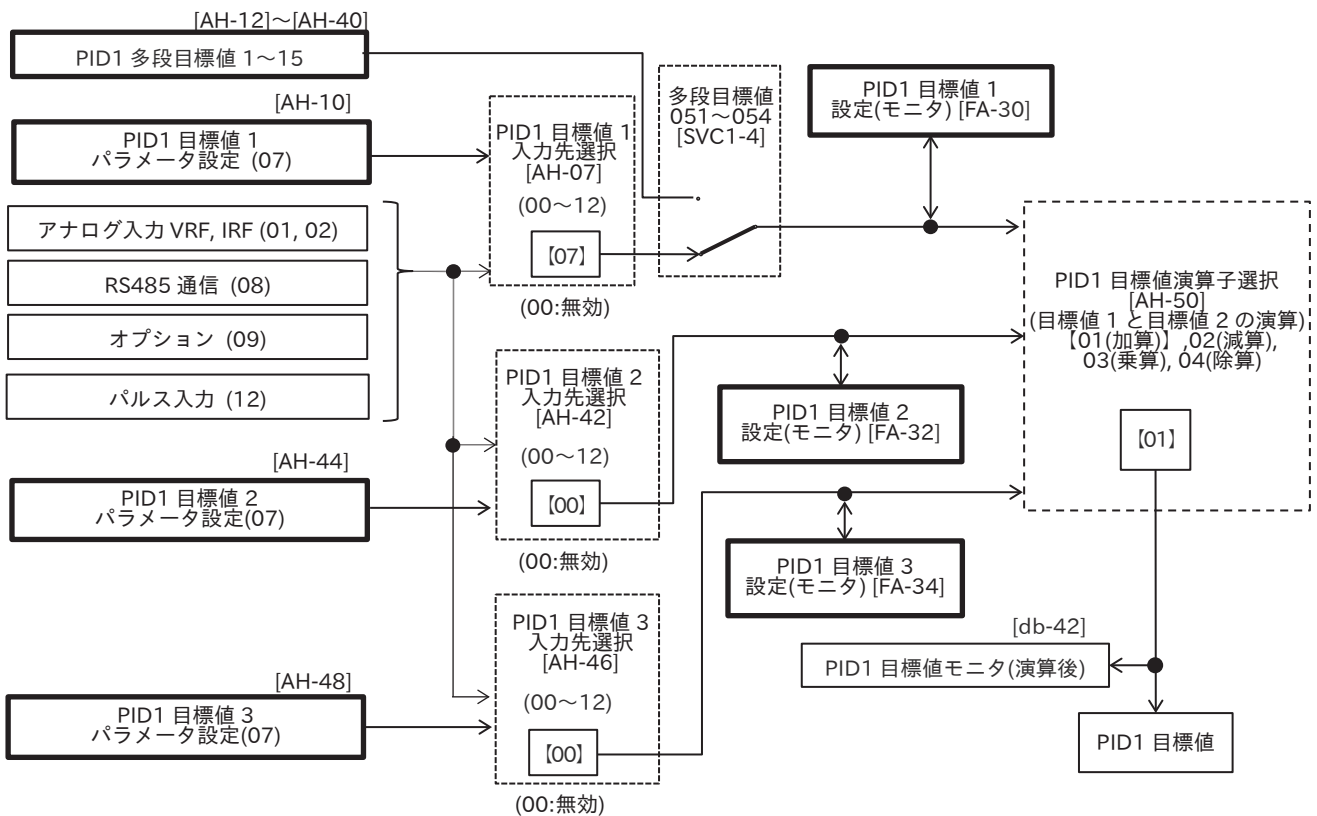 [AH-12]～[AH-40]
PID1 多段目標値 1～15
[AH-10]
PID1 目標値 1
パラメータ設定 (07)
アナログ入力 VRF, IRF (01, 02)
RS485 通信 (08)
オプション (09)
パルス入力 (12)
[AH-44]
PID1 目標値 2
パラメータ設定(07)
[AH-48]
PID1 目標値 3
パラメータ設定(07)
PID1 目標値 1
入力先選択
[AH-07]
(00～12)
【07】
(00:無効)
PID1 目標値 2
入力先選択
[AH-42]
(00～12)
【00】
(00:無効)
PID1 目標値 3
入力先選択
[AH-46]
(00～12)
【00】
(00:無効)
多段目標値
051～054
[SVC1-4]
PID1 目標値 1
設定(モニタ) [FA-30]
PID1 目標値 2
設定(モニタ) [FA-32]
PID1 目標値 3
設定(モニタ) [FA-34]
PID1 目標値演算子選択
[AH-50]
(目標値 1 と目標値 2 の演算)
【01(加算)】,02(減算),
03(乗算), 04(除算)
【01】
[db-42]
PID1 目標値モニタ(演算後)
PID1 目標値